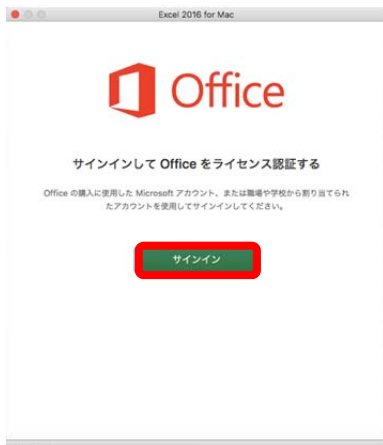 Excel 2016 for Mac
Office
サインインして Office をライセンス認証する
Office の購入に使用した Microsoft アカウント、または職場や学校から割り当てられ
たアカウントを使用してサインインしてください。
サインイン